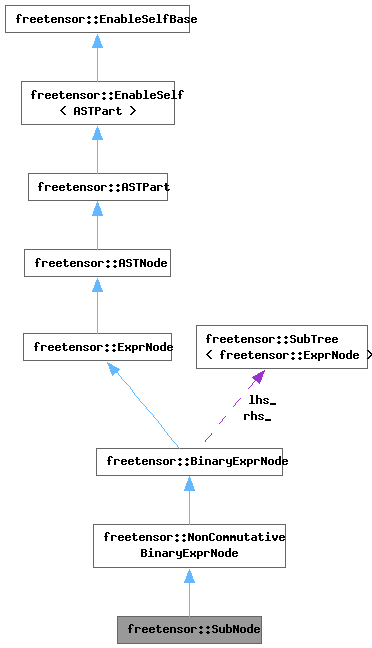 freetensor::EnableSelfBase
freetensor::EnableSelf
< ASTPart >
freetensor::ASTPart
freetensor::ASTNode
freetensor::ExprNode
freetensor::SubTree
< freetensor::ExprNode >
lhs_
rhs_
freetensor::BinaryExprNode
freetensor::NonCommutative
BinaryExprNode
freetensor::SubNode